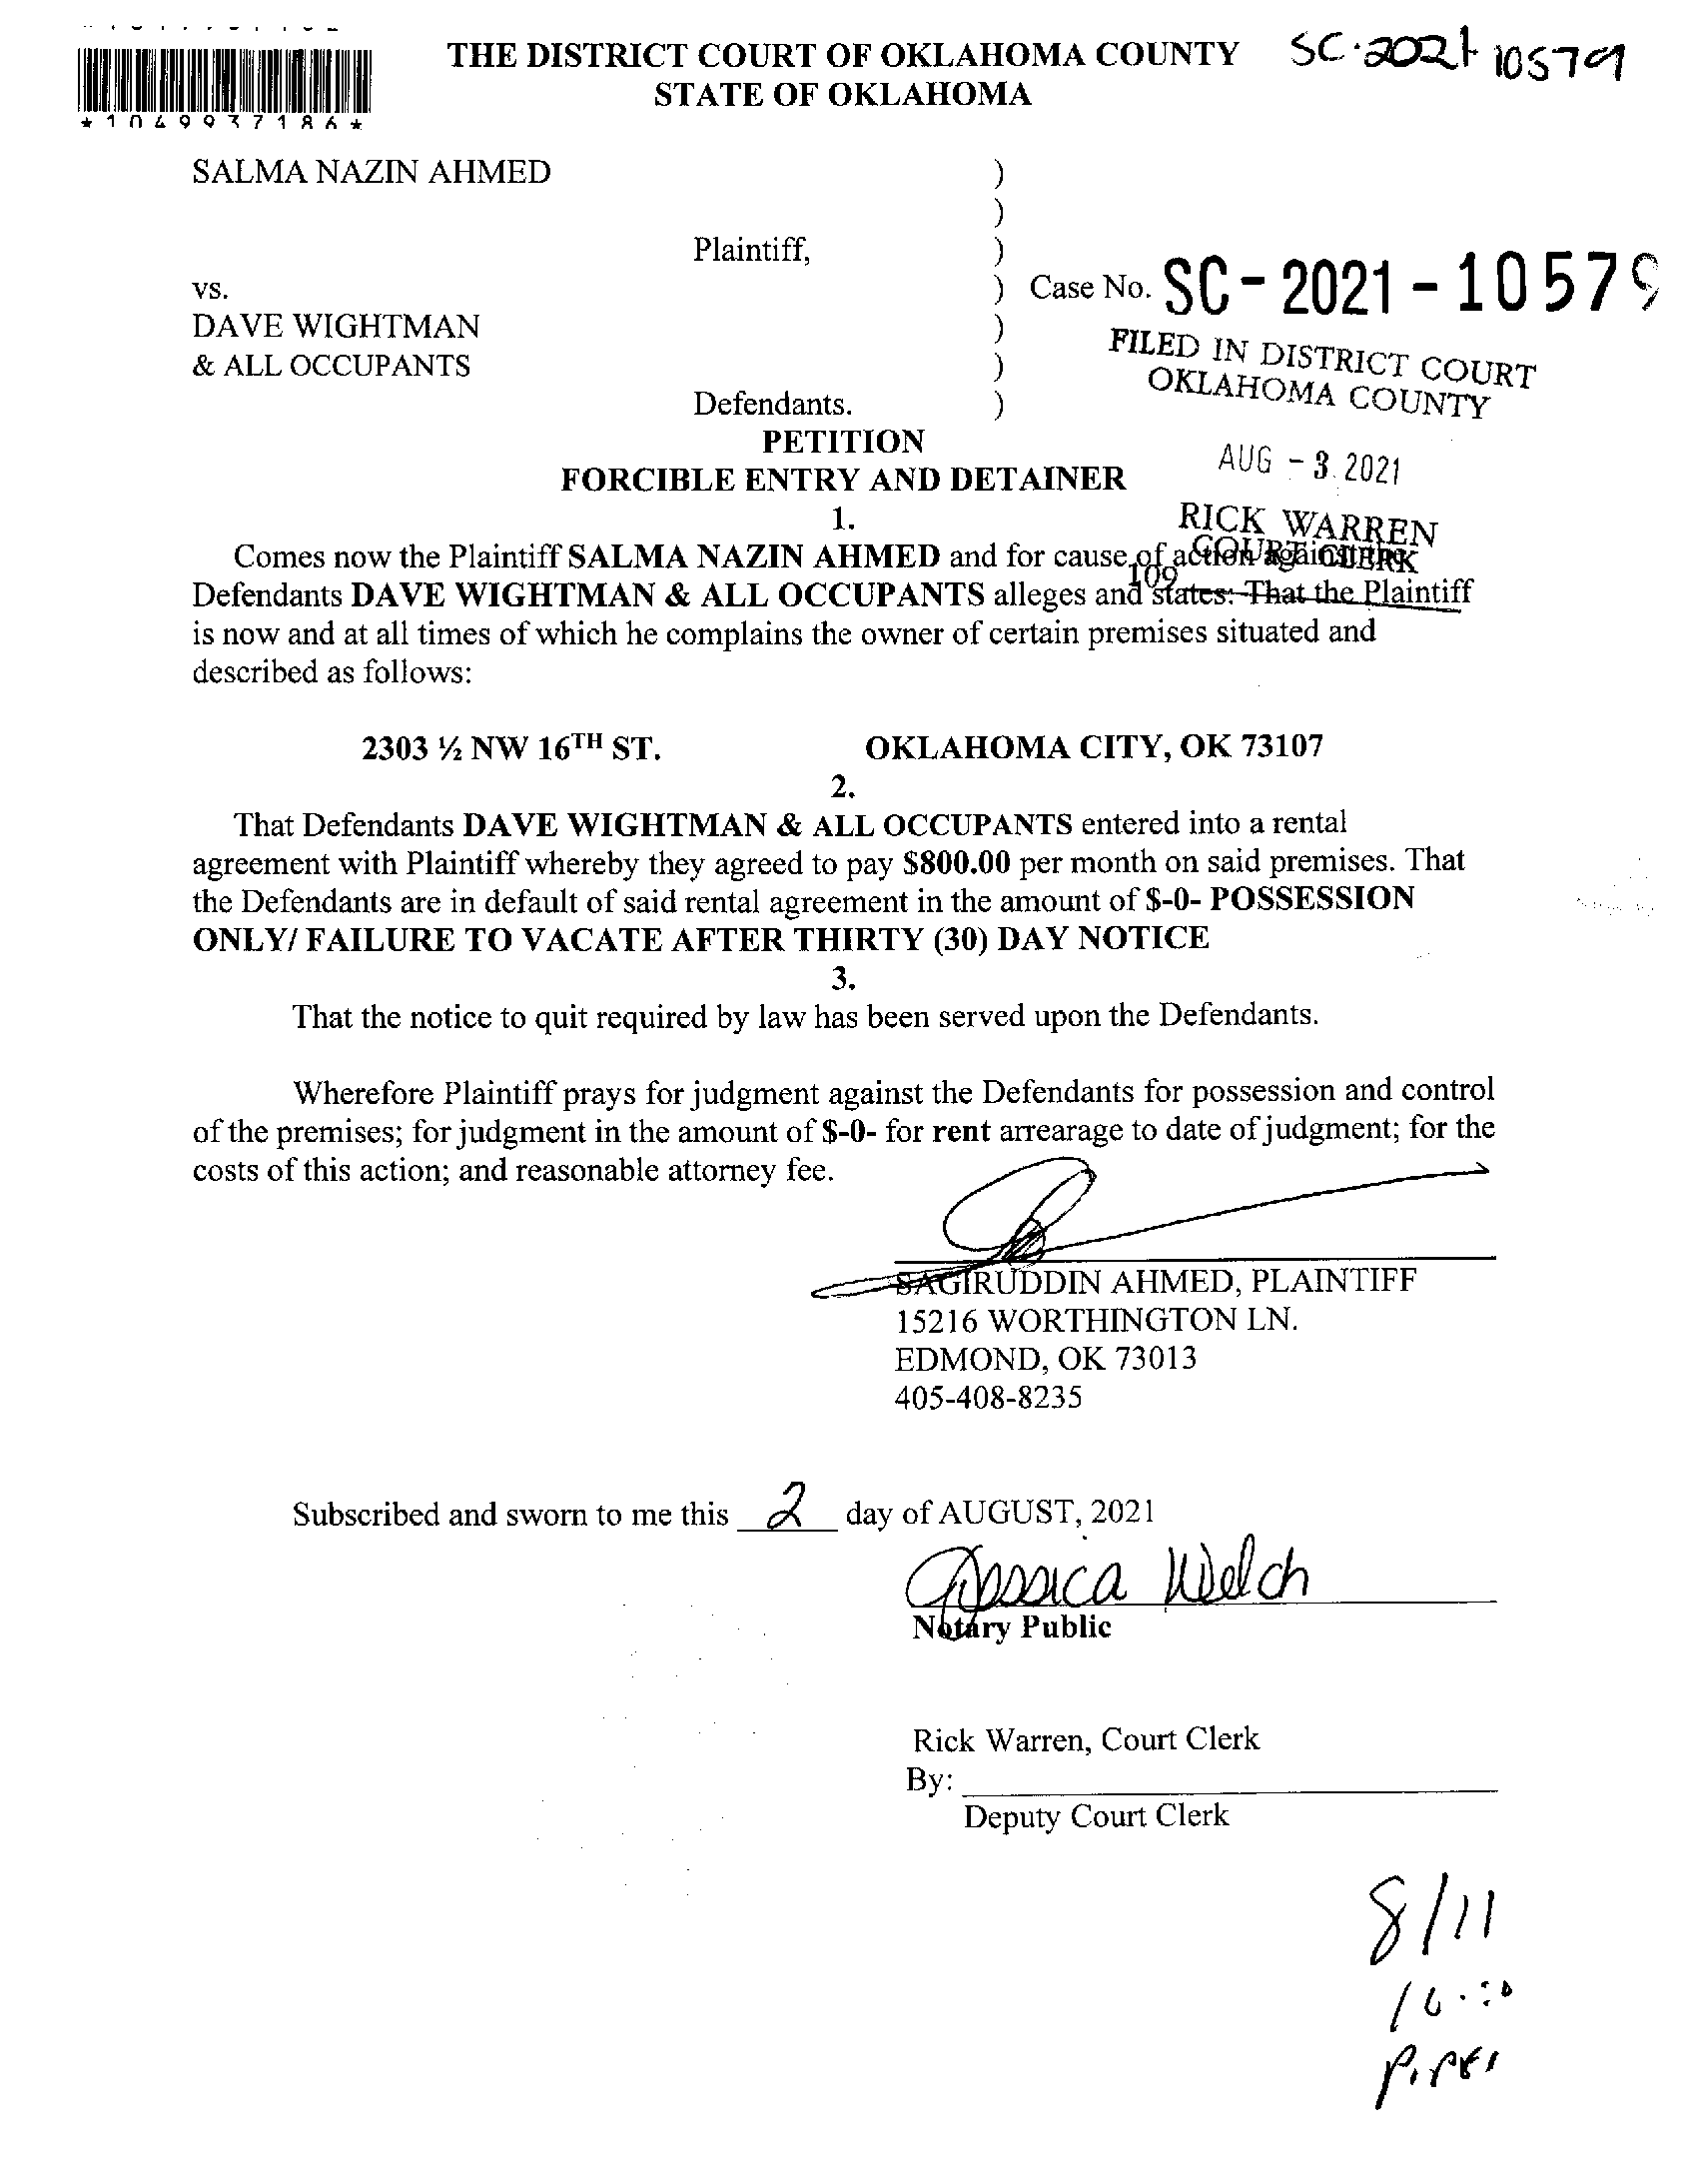 THE DISTRICT COURT OF OKLAHOMA COUNTY
STATE OF OKLAHOMA
SC-2021 10579
*1049937186*
SALMA NAZIN AHMED )
)
Plaintiff, )
vs. ) Case No. SC-2021-10579
DAVE WIGHTMAN )
& ALL OCCUPANTS )
Defendants. )
FILED IN DISTRICT COURT
OKLAHOMA COUNTY
AUG -3 2021
RICK WARREN
COURT CLERK
109
PETITION
FORCIBLE ENTRY AND DETAINER
1.
Comes now the Plaintiff SALMA NAZIN AHMED and for cause of action against the
Defendants DAVE WIGHTMAN & ALL OCCUPANTS alleges and states: That the Plaintiff
is now and at all times of which he complains the owner of certain premises situated and
described as follows:
2303 ½ NW 16TH ST. OKLAHOMA CITY, OK 73107
2.
That Defendants DAVE WIGHTMAN & ALL OCCUPANTS entered into a rental
agreement with Plaintiff whereby they agreed to pay $800.00 per month on said premises. That
the Defendants are in default of said rental agreement in the amount of $-0- POSSESSION
ONLY/ FAILURE TO VACATE AFTER THIRTY (30) DAY NOTICE
3.
That the notice to quit required by law has been served upon the Defendants.
Wherefore Plaintiff prays for judgment against the Defendants for possession and control
of the premises; for judgment in the amount of $-0- for rent arrearage to date of judgment; for the
costs of this action; and reasonable attorney fee.
SAGIRUDDIN AHMED, PLAINTIFF
15216 WORTHINGTON LN.
EDMOND, OK 73013
405-408-8235
Subscribed and sworn to me this 2 day of AUGUST, 2021
Jessica Welch
Notary Public
Rick Warren, Court Clerk
By:
Deputy Court Clerk
8/11